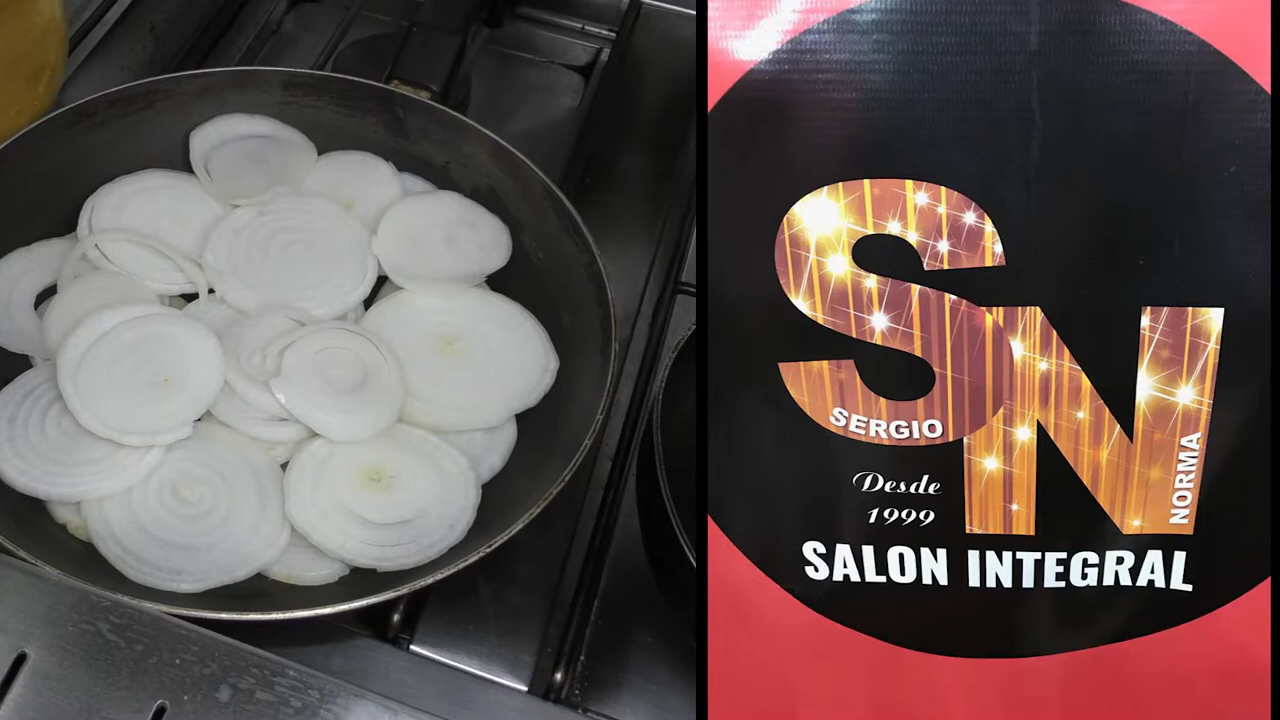 SN
SERGIO
NORMA
Desde
1999
SALON INTEGRAL